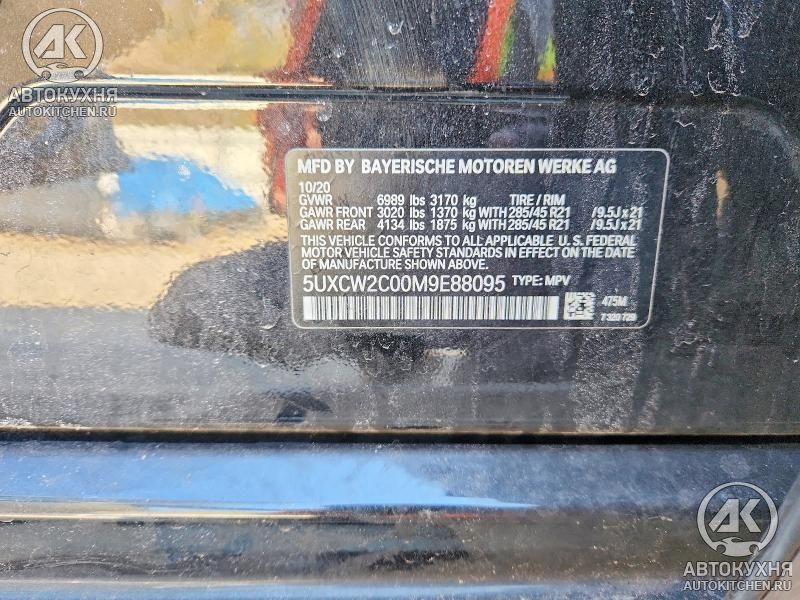 АК
АВТОКУХНЯ
AUTOKITCHEN.RU
MFD BY BAYERISCHE MOTOREN WERKE AG
10/20
GVWR 6989 lbs 3170 kg TIRE / RIM
GAWR FRONT 3020 lbs 1370 kg WITH 285/45 R21 /9.5J x 21
GAWR REAR 4134 lbs 1875 kg WITH 285/45 R21 /9.5J x 21
THIS VEHICLE CONFORMS TO ALL APPLICABLE U.S. FEDERAL
MOTOR VEHICLE SAFETY STANDARDS IN EFFECT ON THE DATE
OF MANUFACTURE SHOWN ABOVE.
5UXCW2C00M9E88095 TYPE: MPV
475M
7 320 729
АК
АВТОКУХНЯ
AUTOKITCHEN.RU